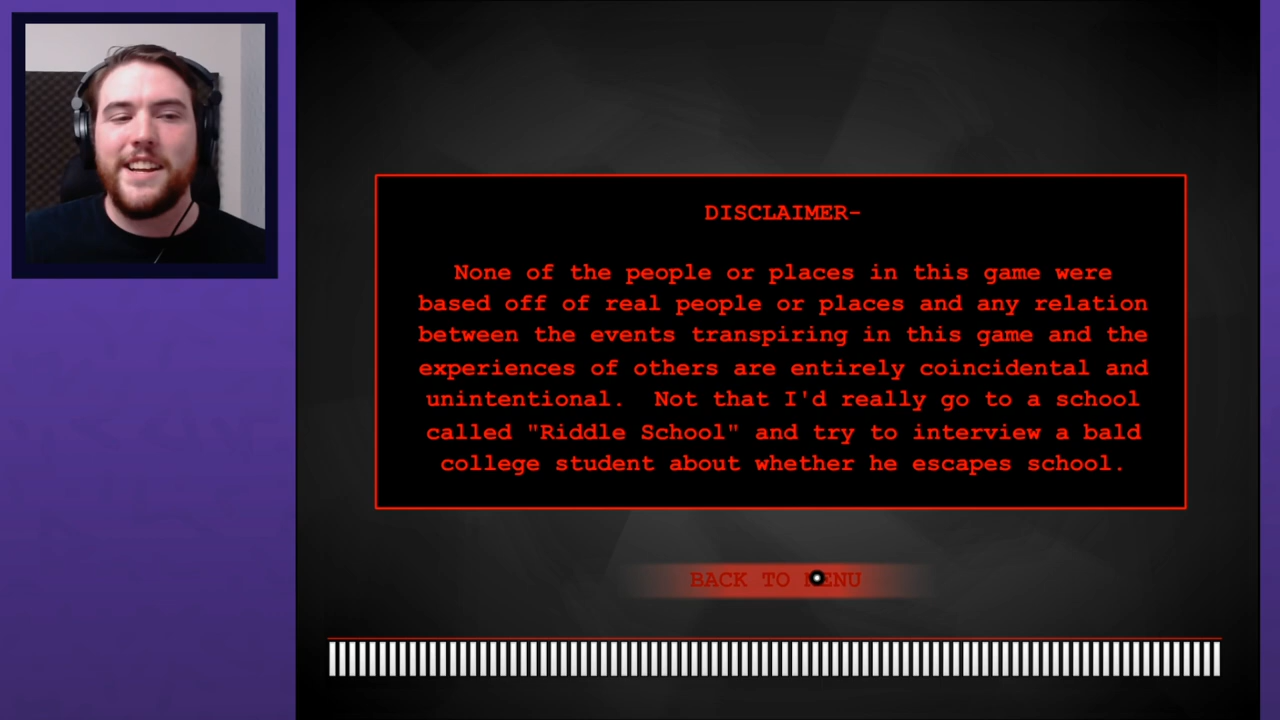 DISCLAIMER-
None of the people or places in this game were
based off of real people or places and any relation
between the events transpiring in this game and the
experiences of others are entirely coincidental and
unintentional.  Not that I'd really go to a school
called "Riddle School" and try to interview a bald
college student about whether he escapes school.
BACK TO MENU